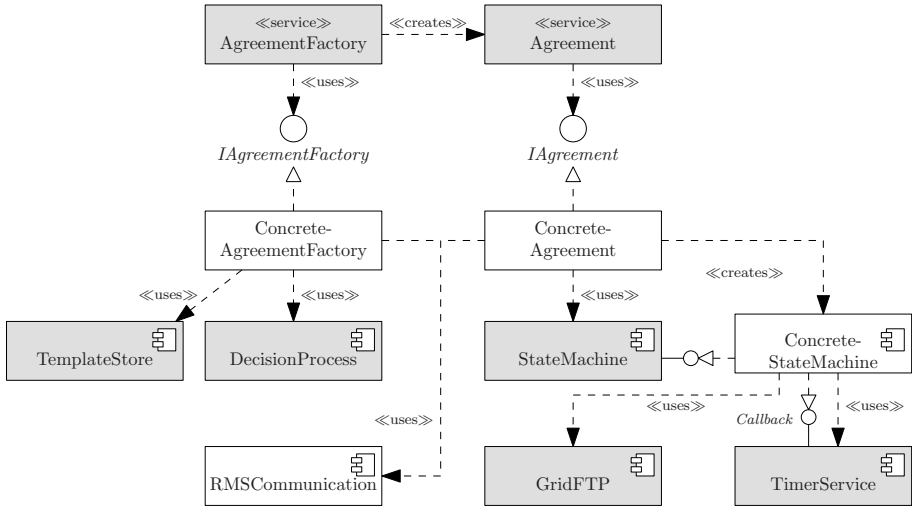 ≪service≫
AgreementFactory
≪creates≫
≪service≫
Agreement
≪uses≫
≪uses≫
IAgreementFactory
IAgreement
Concrete-
AgreementFactory
Concrete-
Agreement
≪creates≫
≪uses≫
≪uses≫
≪uses≫
TemplateStore
DecisionProcess
StateMachine
Concrete-
StateMachine
≪uses≫
≪uses≫
Callback
≪uses≫
RMSCommunication
GridFTP
TimerService